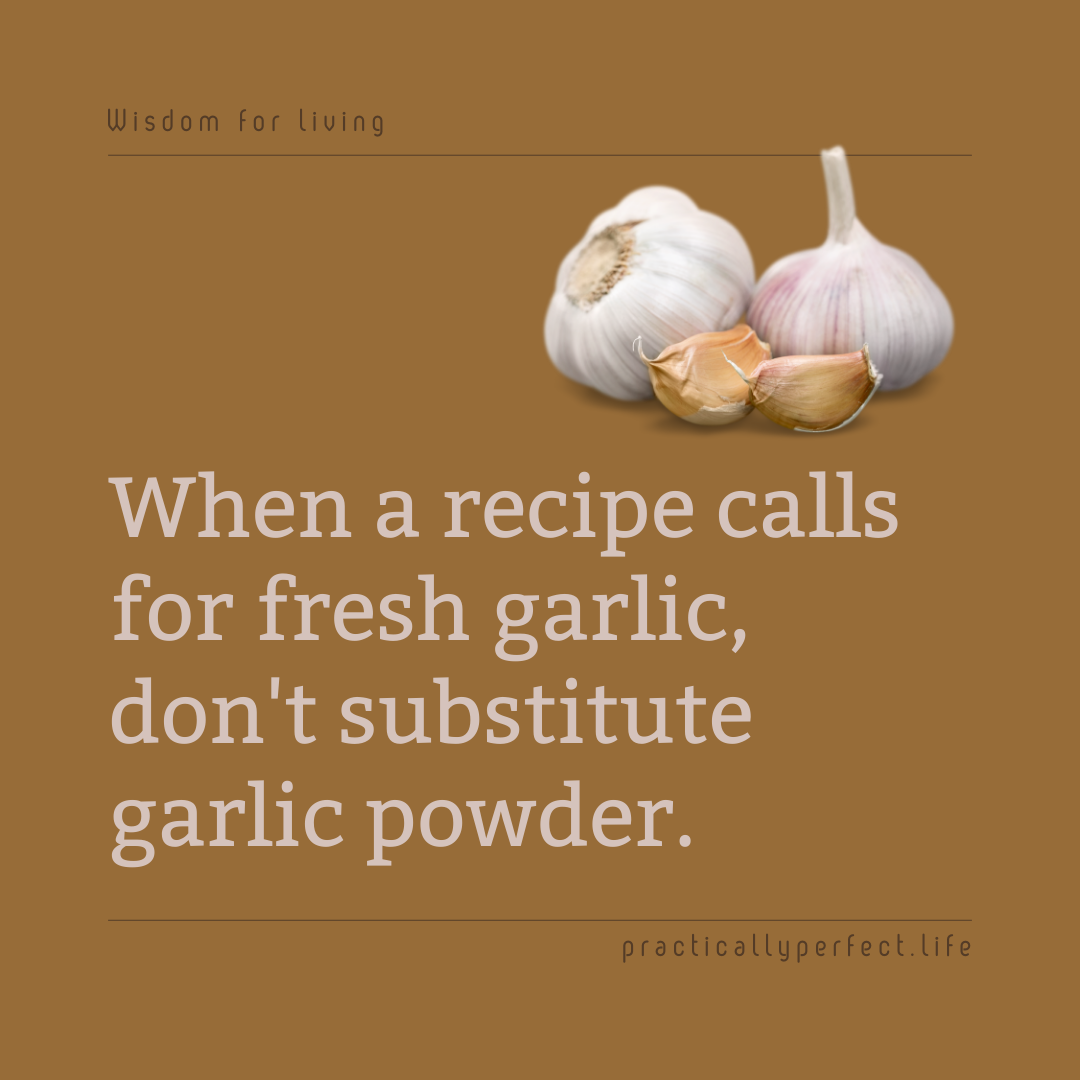 Wisdom for living
When a recipe calls
for fresh garlic,
don't substitute
garlic powder.
practicallyperfect.life